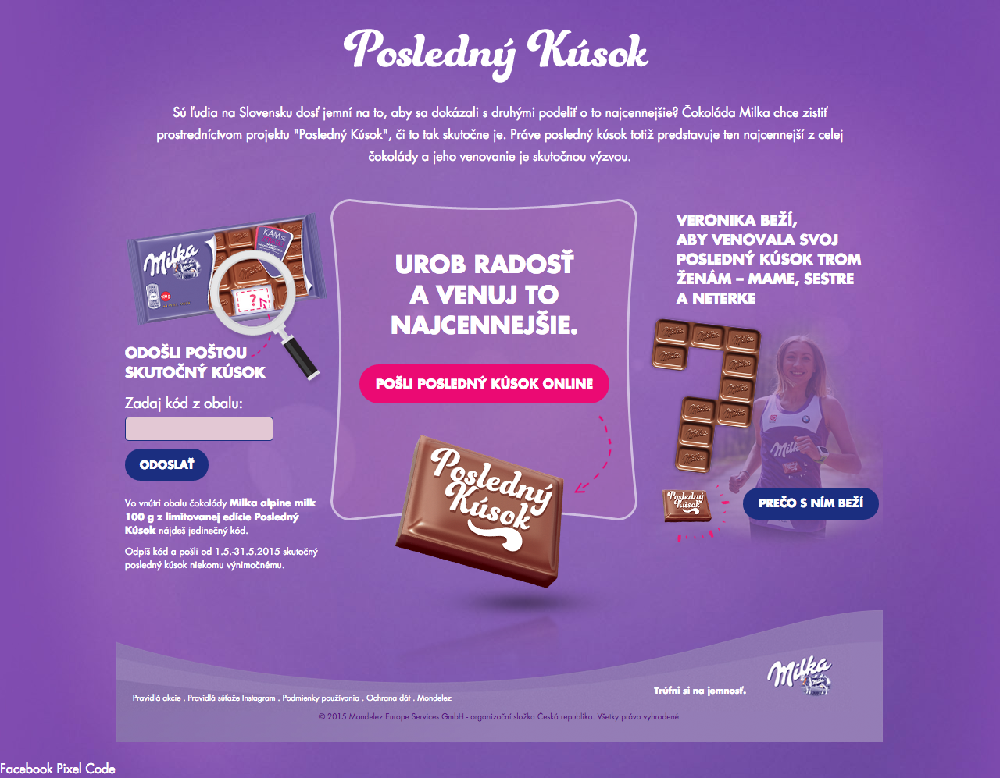 Posledný Kúsok
Sú ľudia na Slovensku dosť jemní na to, aby sa dokázali s druhými podeliť o to najcennejšie? Čokoláda Milka chce zistiť
prostredníctvom projektu "Posledný Kúsok", či to tak skutočne je. Práve posledný kúsok totiž predstavuje ten najcennejší z celej
čokolády a jeho venovanie je skutočnou výzvou.
Milka
KAM
100 g
?
ODOŠLI POŠTOU
SKUTOČNÝ KÚSOK
Zadaj kód z obalu:
ODOSLAŤ
Vo vnútri obalu čokolády Milka alpine milk
100 g z limitovanej edície Posledný
Kúsok nájdeš jedinečný kód.
Odpíš kód a pošli od 1.5.-31.5.2015 skutočný
posledný kúsok niekomu výnimočnému.
UROB RADOSŤ
A VENUJ TO
NAJCENNEJŠIE.
POŠLI POSLEDNÝ KÚSOK ONLINE
Posledný
Kúsok
VERONIKA BEŽÍ,
ABY VENOVALA SVOJ
POSLEDNÝ KÚSOK TROM
ŽENÁM – MAME, SESTRE
A NETERKE
Milka
Posledný
Kúsok
PREČO S NÍM BEŽÍ
Trúfni si na jemnosť.
Milka
Pravidlá akcie . Pravidlá súťaže Instagram . Podmienky používania . Ochrana dát . Mondelez
© 2015 Mondelez Europe Services GmbH - organizační složka Česká republika. Všetky práva vyhradené.
Facebook Pixel Code